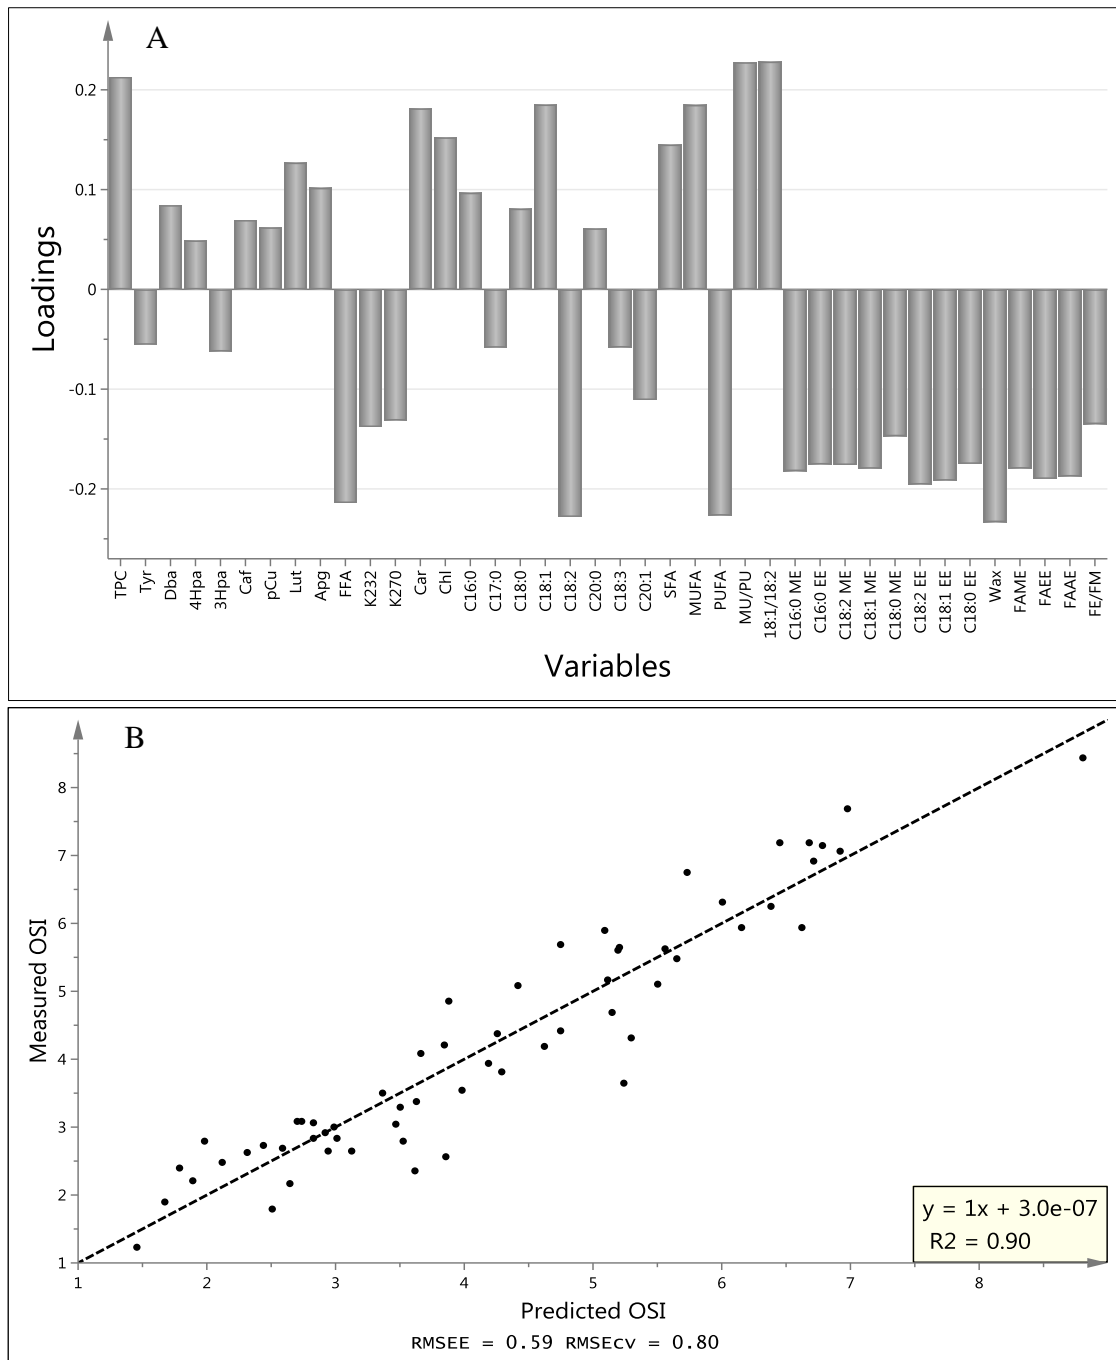 A
0.2
0.1
0
-0.1
-0.2
Loadings
TPC
Tyr
Dba
4Hpa
3Hpa
Caf
pCu
Lut
Apg
FFA
K232
K270
Car
Chl
C16:0
C17:0
C18:0
C18:1
C18:2
C20:0
C18:3
C20:1
SFA
MUFA
PUFA
MU/PU
18:1/18:2
C16:0 ME
C16:0 EE
C18:2 ME
C18:1 ME
C18:0 ME
C18:2 EE
C18:1 EE
C18:0 EE
Wax
FAME
FAEE
FAAE
FE/FM
Variables
B
8
7
6
5
4
3
2
1
Measured OSI
y = 1x + 3.0e-07
R2 = 0.90
1 2 3 4 5 6 7 8
Predicted OSI
RMSEE = 0.59 RMSEcv = 0.80